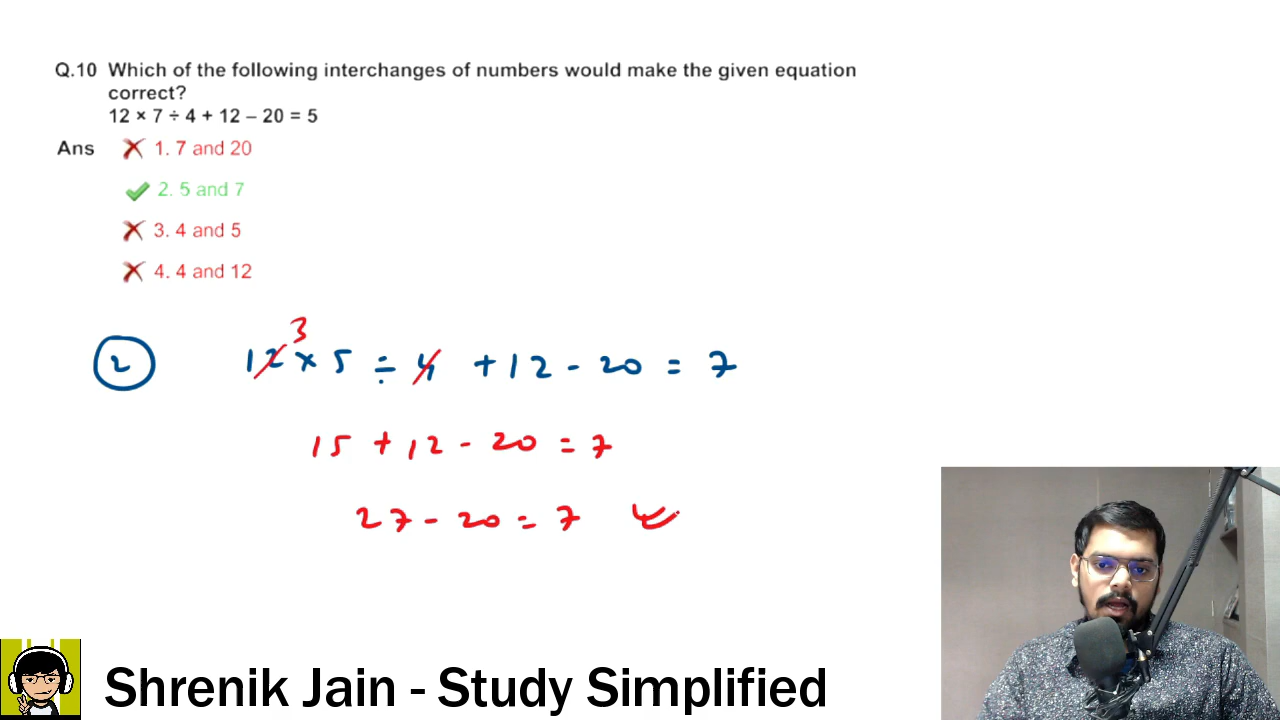 Q.10 Which of the following interchanges of numbers would make the given equation
correct?
12 × 7 ÷ 4 + 12 – 20 = 5
Ans 1. 7 and 20
2. 5 and 7
3. 4 and 5
4. 4 and 12
3
2 12 × 5 ÷ 4 + 12 - 20 = 7
15 + 12 - 20 = 7
27 - 20 = 7
Shrenik Jain - Study Simplified